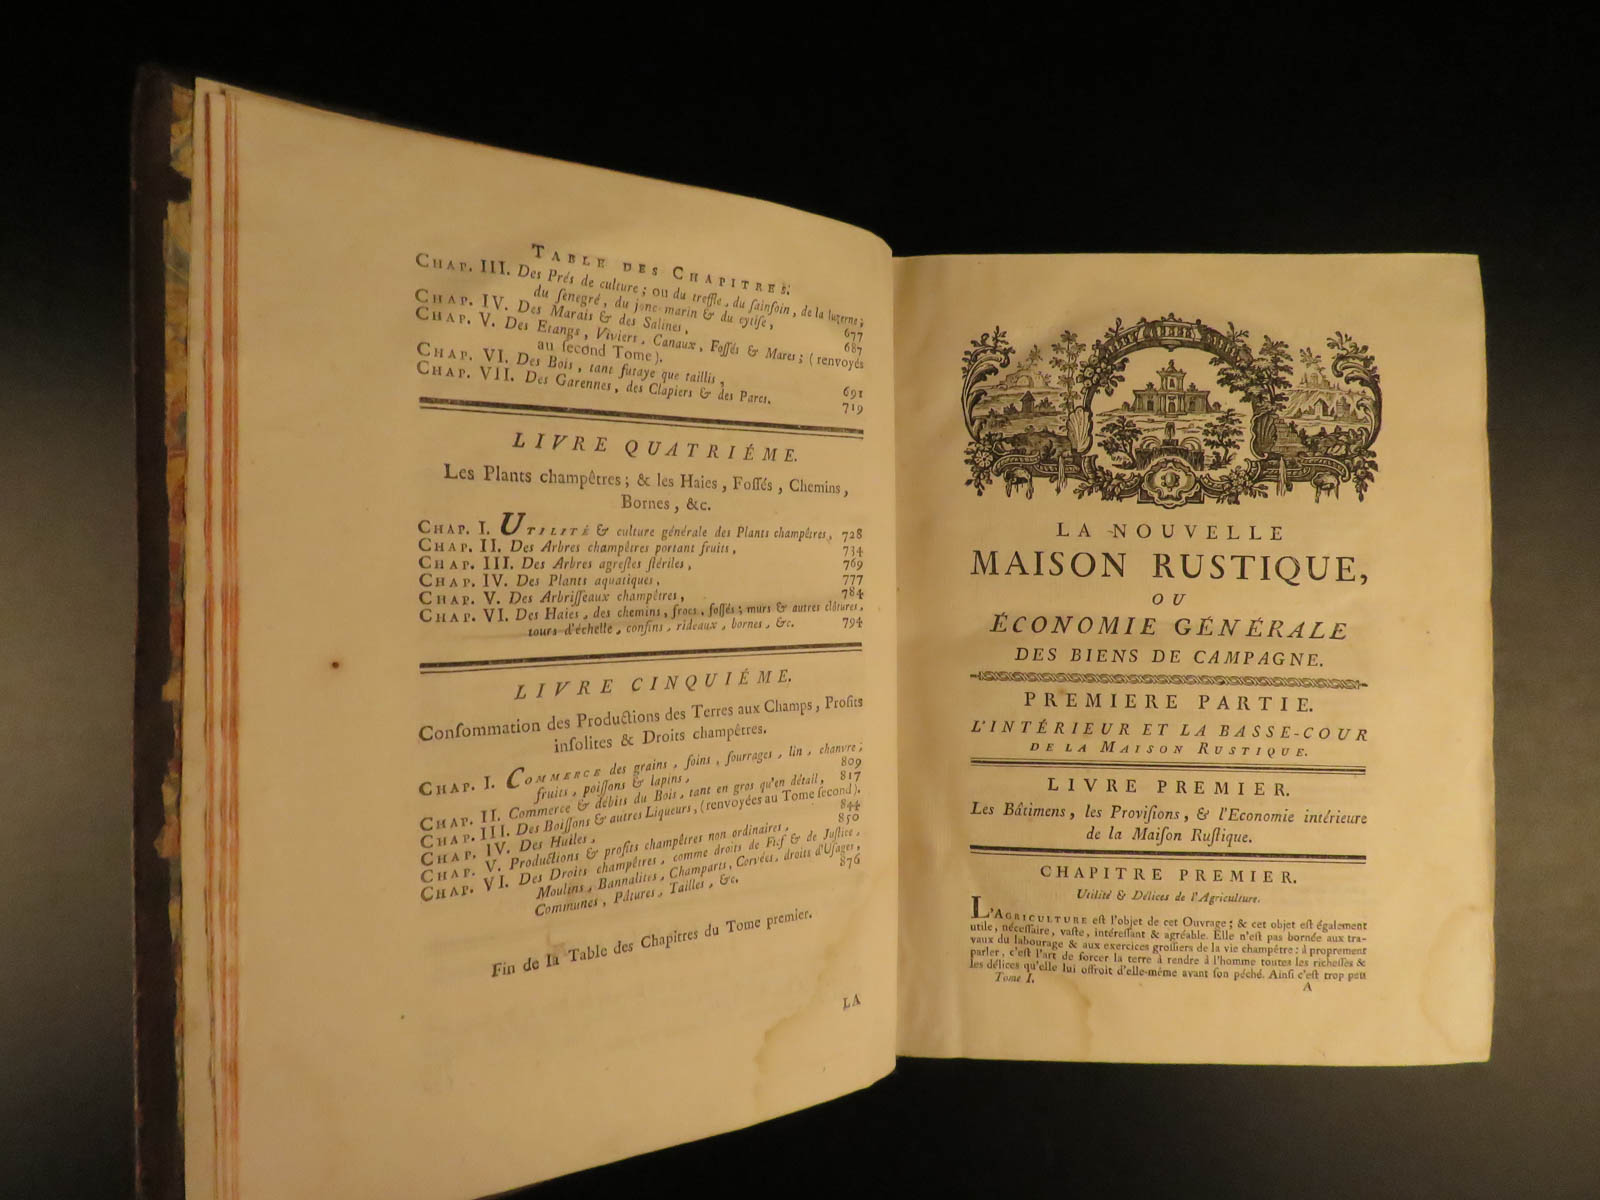 TABLE DES CHAPITRES.
CHAP. III. Des Prés de culture ; ou du treffle, du sainfoin, de la luzerne ;
du senegré, du jonc-marin & du cytise, 677
CHAP. IV. Des Marais & des Salines, 687
CHAP. V. Des Etangs, Viviers, Canaux, Fossés & Mares ; (renvoyés
au second Tome).
CHAP. VI. Des Bois, tant futaye que taillis, 691
CHAP. VII. Des Garennes, des Clapiers & des Parcs. 719
LIVRE QUATRIÉME.
Les Plants champêtres ; & les Haies, Fossés, Chemins,
Bornes, &c.
CHAP. I. UTILITÉ & culture générale des Plants champêtres, 728
CHAP. II. Des Arbres champêtres portant fruits, 734
CHAP. III. Des Arbres agrestes stériles, 769
CHAP. IV. Des Plants aquatiques, 777
CHAP. V. Des Arbrisseaux champêtres, 784
CHAP. VI. Des Haies, des chemins, frocs, fossés ; murs & autres clôtures,
tours d'échelle, confins, rideaux, bornes, &c. 794
LIVRE CINQUIÉME.
Consommation des Productions des Terres aux Champs, Profits
insolites & Droits champêtres.
CHAP. I. COMMERCE des grains, foins, fourrages, lin, chanvre ;
fruits, poissons & lapins, 809
CHAP. II. Commerce & débits du Bois, tant en gros qu'en détail, 817
CHAP. III. Des Boissons & autres Liqueurs, (renvoyées au Tome second).
CHAP. IV. Des Huiles, 844
CHAP. V. Productions & profits champêtres non ordinaires, 850
CHAP. VI. Des Droits champêtres, comme droits de Fief & de Justice,
Moulins, Bannalites, Champarts, Corvées, droits d'Usages,
Communes, Pâtures, Tailles, &c. 876
Fin de la Table des Chapitres du Tome premier.
LA
LA NOUVELLE
MAISON RUSTIQUE,
OU
ÉCONOMIE GÉNÉRALE
DES BIENS DE CAMPAGNE.
PREMIERE PARTIE.
L'INTÉRIEUR ET LA BASSE-COUR
DE LA MAISON RUSTIQUE.
LIVRE PREMIER.
Les Bâtimens, les Provisions, & l'Economie intérieure
de la Maison Rustique.
CHAPITRE PREMIER.
Utilité & Délices de l'Agriculture.
L'AGRICULTURE est l'objet de cet Ouvrage ; & cet objet est également
utile, nécessaire, vaste, intéressant & agréable. Elle n'est pas bornée aux tra-
vaux du labourage & aux exercices grossiers de la vie champêtre : à proprement
parler, c'est l'art de forcer la terre à rendre à l'homme toutes les richesses &
les délices qu'elle lui offroit d'elle-même avant son péché. Ainsi c'est trop peu
Tome I. A